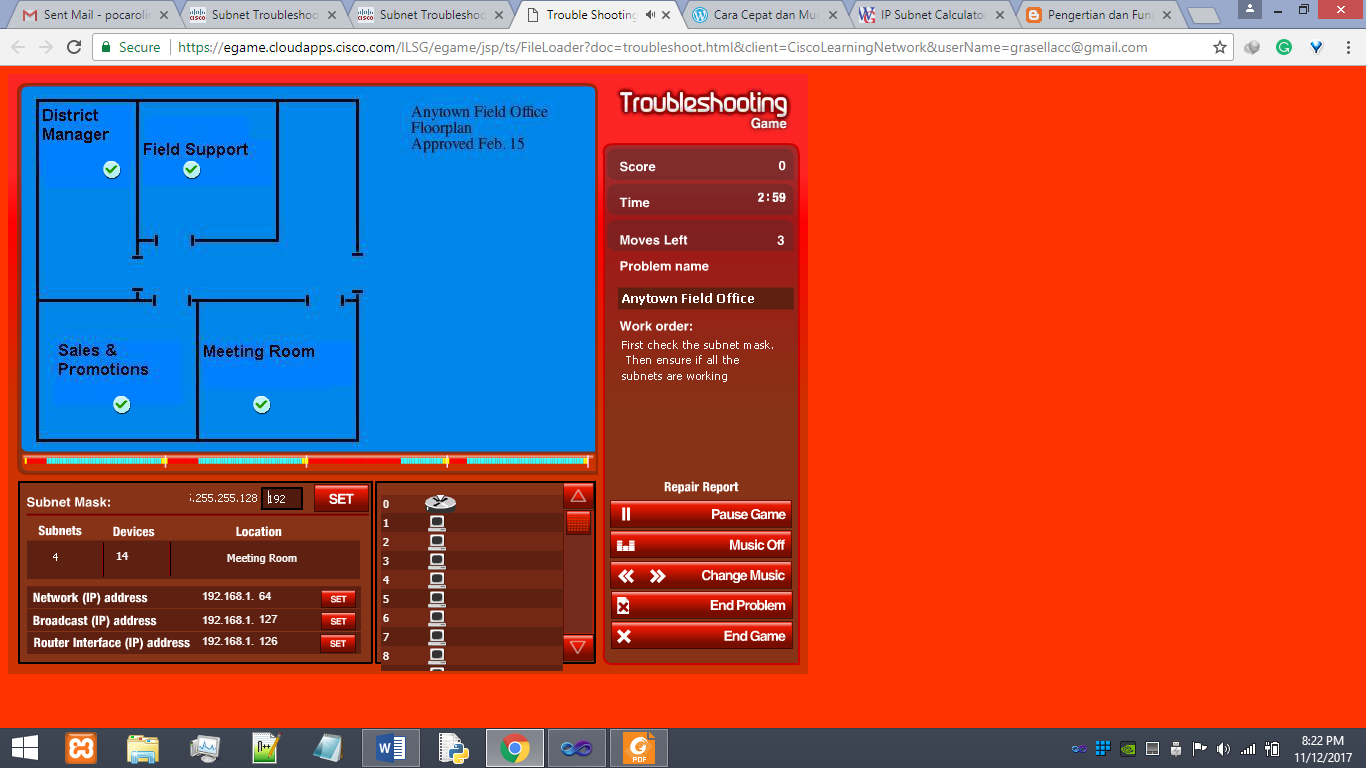 Sent Mail - pocarolin
Subnet Troubleshoo
Subnet Troubleshoo
Trouble Shooting
Cara Cepat dan Mud
IP Subnet Calculator
Pengertian dan Fun
Secure
https://egame.cloudapps.cisco.com/ILSG/egame/jsp/ts/FileLoader?doc=troubleshoot.html&client=CiscoLearningNetwork&userName=grasellacc@gmail.com
District
Manager
Field Support
Anytown Field Office
Floorplan
Approved Feb. 15
Sales &
Promotions
Meeting Room
Troubleshooting
Game
Score 0
Time 2:59
Moves Left 3
Problem name
Anytown Field Office
Work order:
First check the subnet mask.
Then ensure if all the
subnets are working
Repair Report
Pause Game
Music Off
Change Music
End Problem
End Game
Subnet Mask: .255.255.128 192 SET
Subnets Devices Location
4 14 Meeting Room
Network (IP) address 192.168.1. 64 SET
Broadcast (IP) address 192.168.1. 127 SET
Router Interface (IP) address 192.168.1. 126 SET
0
1
2
3
4
5
6
7
8
8:22 PM
11/12/2017